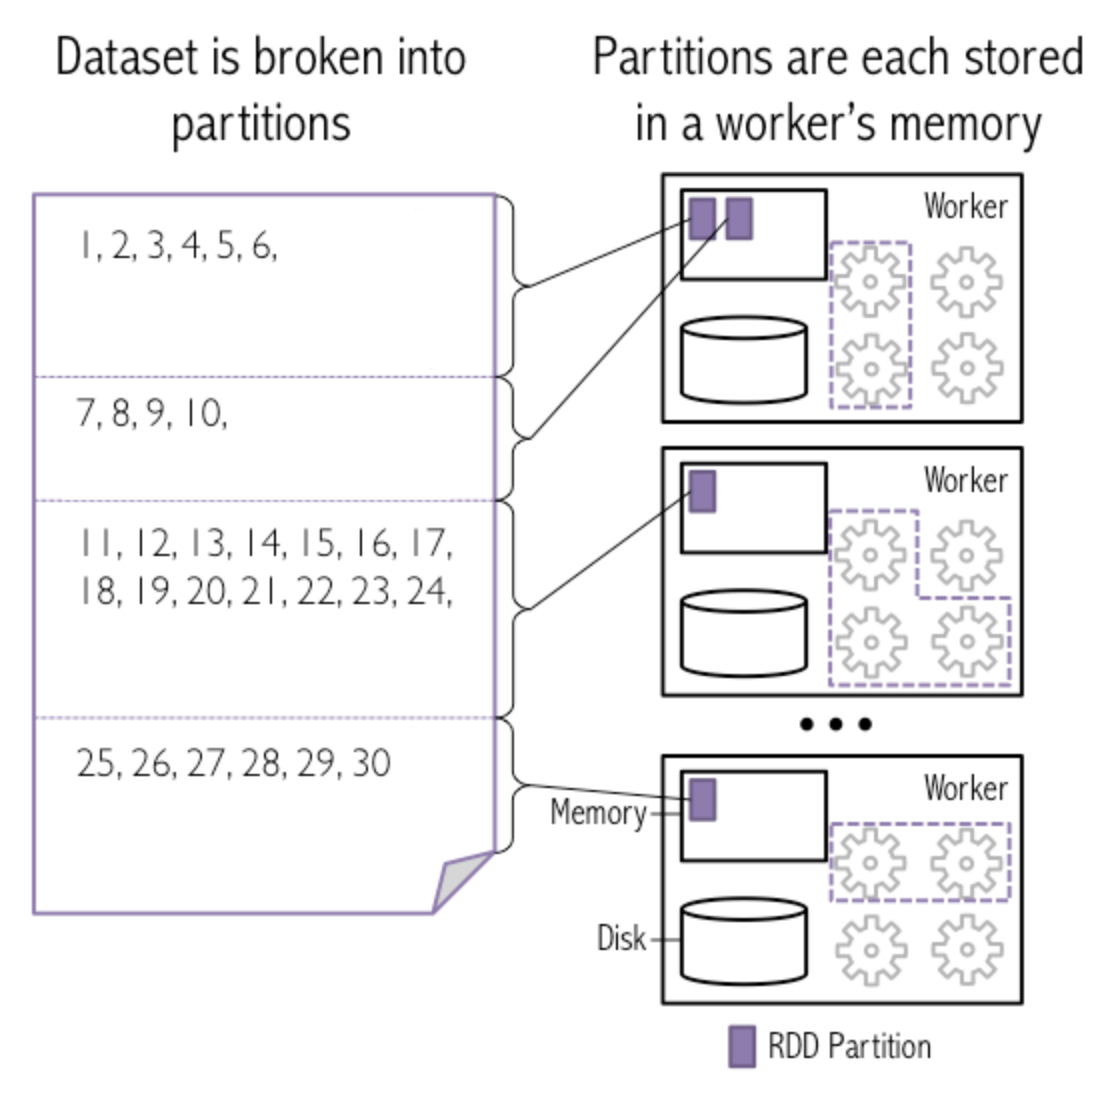 Dataset is broken into
partitions
Partitions are each stored
in a worker's memory
1, 2, 3, 4, 5, 6,
7, 8, 9, 10,
11, 12, 13, 14, 15, 16, 17,
18, 19, 20, 21, 22, 23, 24,
25, 26, 27, 28, 29, 30
Worker
Worker
Worker
Memory
Disk
RDD Partition